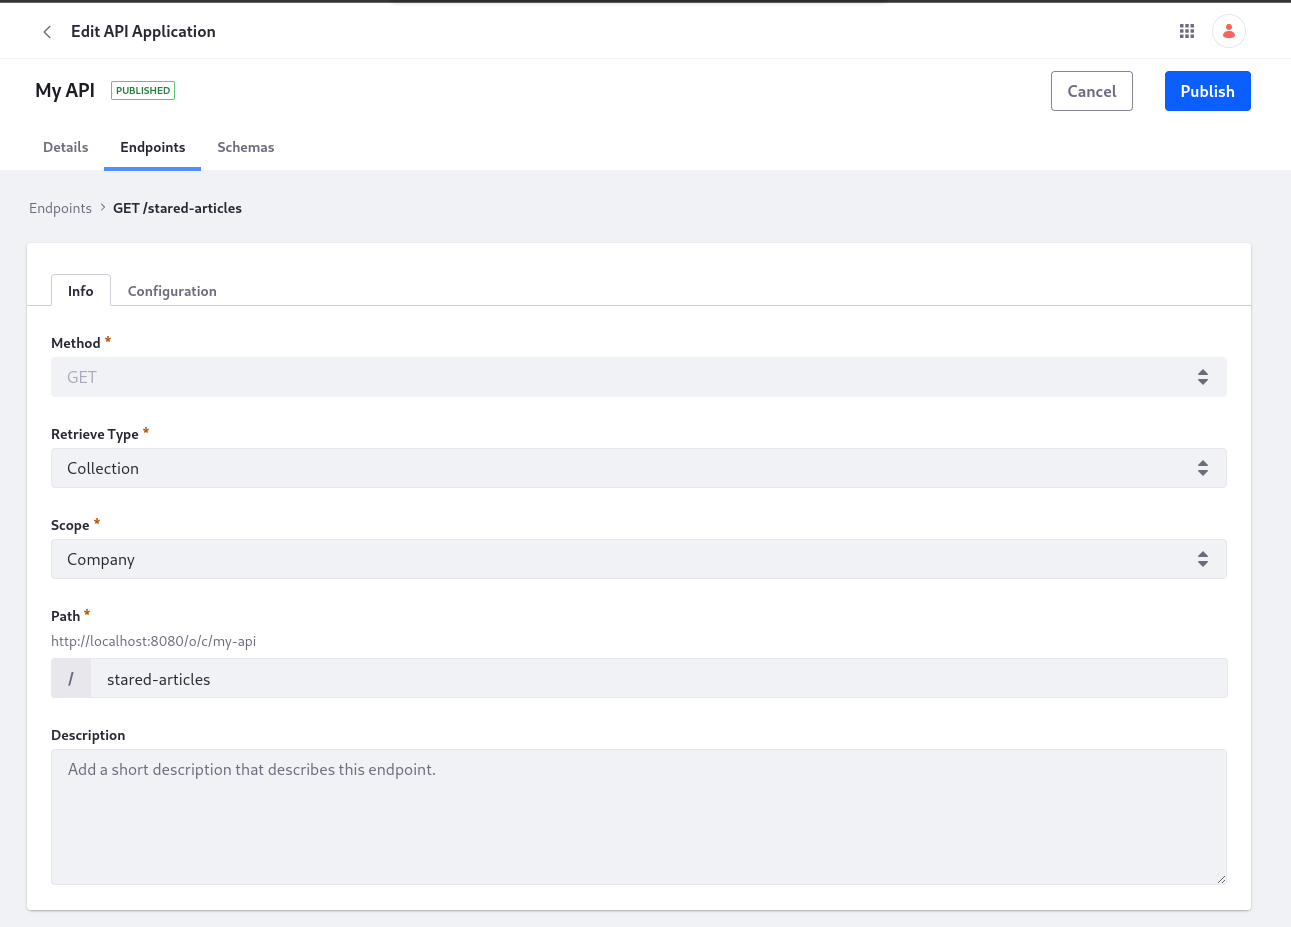 Edit API Application
My API PUBLISHED
Cancel Publish
Details Endpoints Schemas
Endpoints > GET /stared-articles
Info Configuration
Method *
GET
Retrieve Type *
Collection
Scope *
Company
Path *
http://localhost:8080/o/c/my-api
/ stared-articles
Description
Add a short description that describes this endpoint.